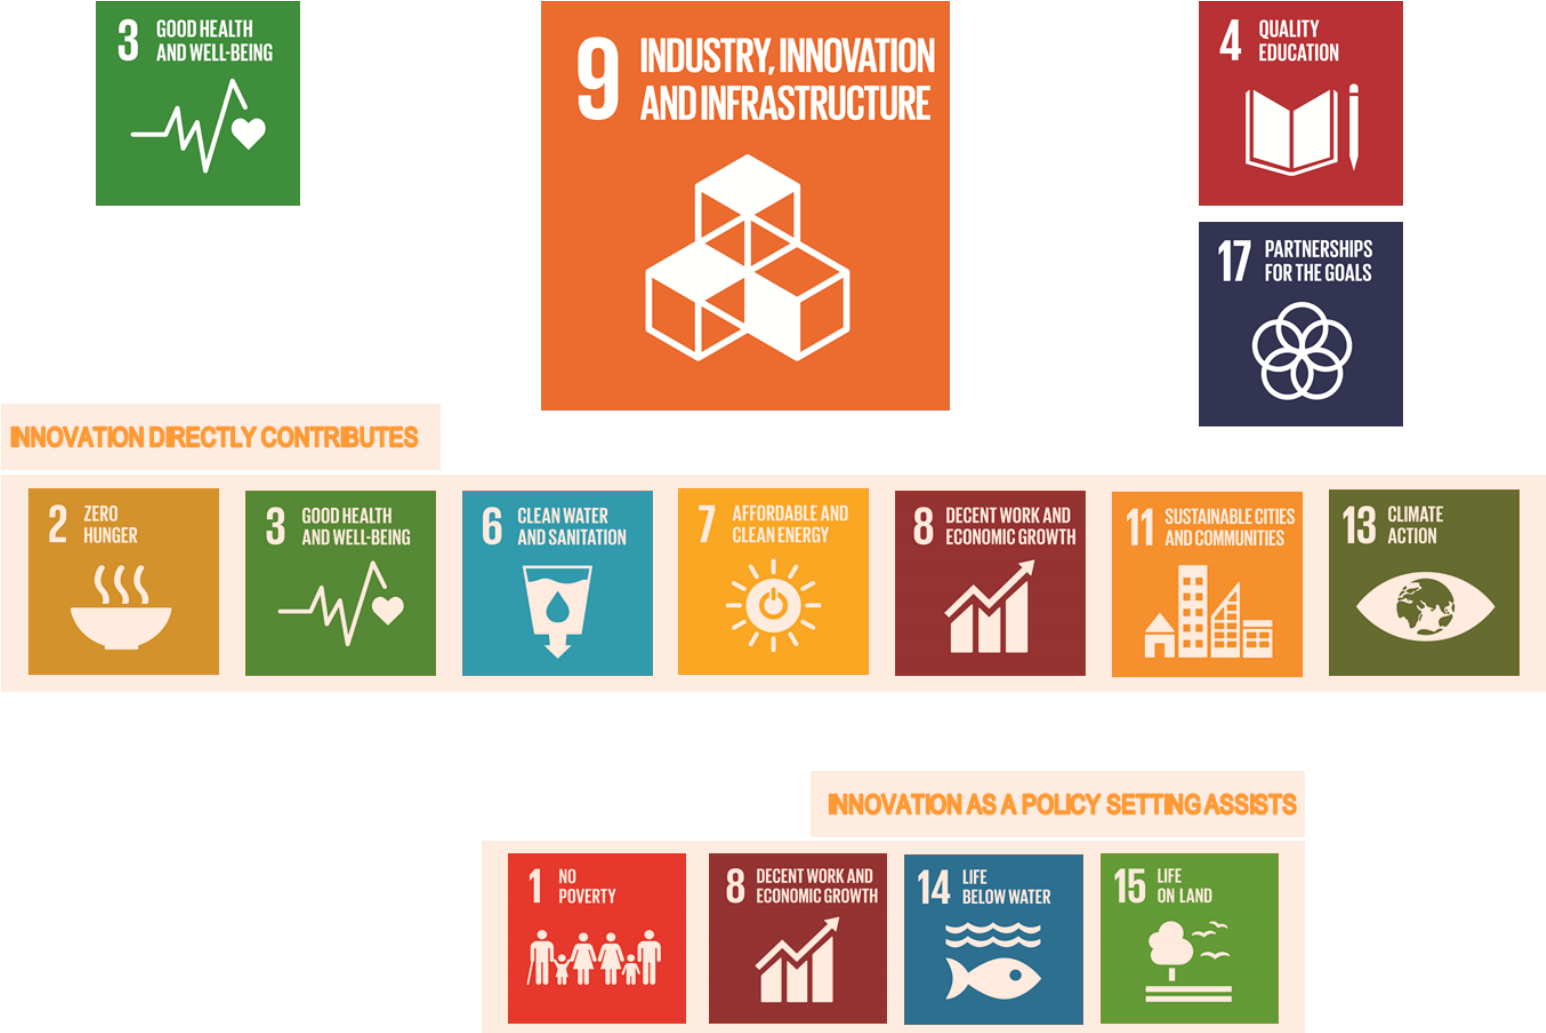 3 GOOD HEALTH
AND WELL-BEING
9 INDUSTRY, INNOVATION
AND INFRASTRUCTURE
4 QUALITY
EDUCATION
17 PARTNERSHIPS
FOR THE GOALS
INNOVATION DIRECTLY CONTRIBUTES
2 ZERO
HUNGER
3 GOOD HEALTH
AND WELL-BEING
6 CLEAN WATER
AND SANITATION
7 AFFORDABLE AND
CLEAN ENERGY
8 DECENT WORK AND
ECONOMIC GROWTH
11 SUSTAINABLE CITIES
AND COMMUNITIES
13 CLIMATE
ACTION
INNOVATION AS A POLICY SETTING ASSISTS
1 NO
POVERTY
8 DECENT WORK AND
ECONOMIC GROWTH
14 LIFE
BELOW WATER
15 LIFE
ON LAND